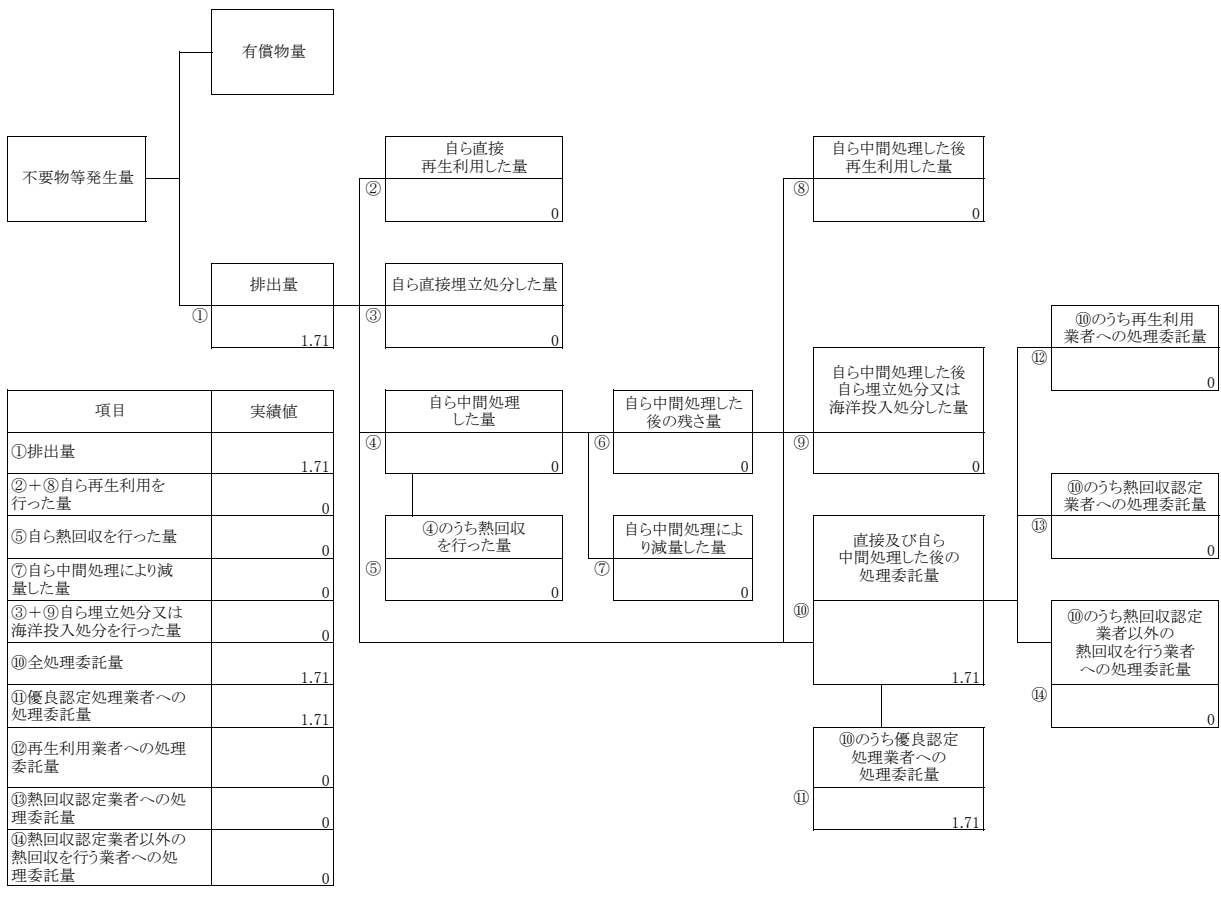 有償物量
不要物等発生量
排出量
①
1.71
自ら直接
再生利用した量
②
0
自ら直接埋立処分した量
③
0
自ら中間処理
した量
④
0
④のうち熱回収
を行った量
⑤
0
自ら中間処理した
後の残さ量
⑥
0
自ら中間処理によ
り減量した量
⑦
0
自ら中間処理した後
再生利用した量
⑧
0
自ら中間処理した後
自ら埋立処分又は
海洋投入処分した量
⑨
0
直接及び自ら
中間処理した後の
処理委託量
⑩
1.71
⑩のうち優良認定
処理業者への
処理委託量
⑪
1.71
⑩のうち再生利用
業者への処理委託量
⑫
0
⑩のうち熱回収認定
業者への処理委託量
⑬
0
⑩のうち熱回収認定
業者以外の
熱回収を行う業者
への処理委託量
⑭
0
項目 実績値
①排出量
1.71
②＋⑧自ら再生利用を
行った量
0
⑤自ら熱回収を行った量
0
⑦自ら中間処理により減
量した量
0
③＋⑨自ら埋立処分又は
海洋投入処分を行った量
0
⑩全処理委託量
1.71
⑪優良認定処理業者への
処理委託量
1.71
⑫再生利用業者への処理
委託量
0
⑬熱回収認定業者への処
理委託量
0
⑭熱回収認定業者以外の
熱回収を行う業者への処
理委託量
0